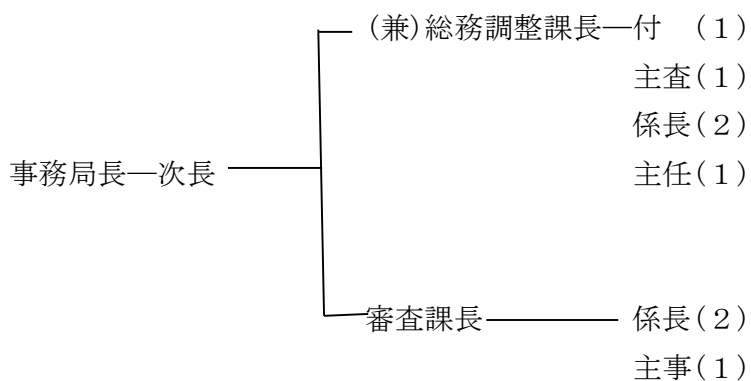 (兼)総務調整課長―付 (1)
主査(1)
係長(2)
事務局長―次長 主任(1)
審査課長 係長(2)
主事(1)